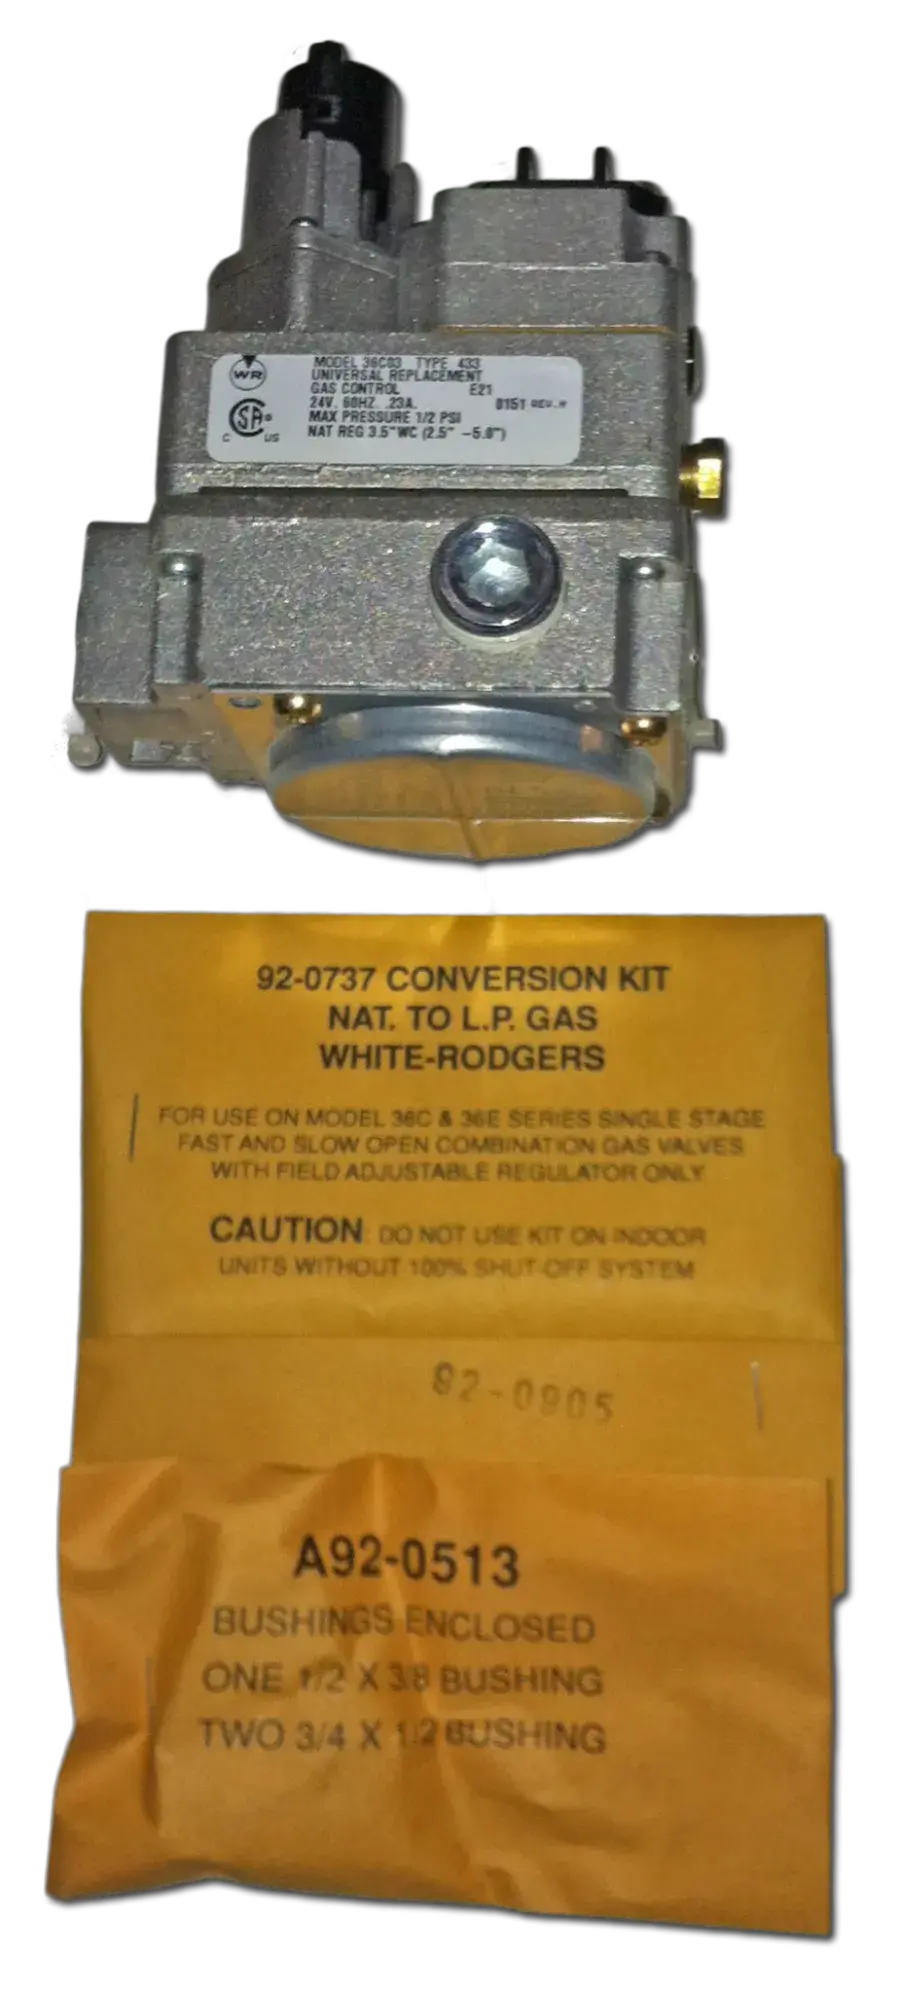 WR
MODEL 36C03 TYPE 433
UNIVERSAL REPLACEMENT
GAS CONTROL E21
24V. 60HZ. .23A. 0151 REV.H
MAX PRESSURE 1/2 PSI
NAT REG 3.5"WC (2.5" -5.0")
SA®
C US
92-0737 CONVERSION KIT
NAT. TO L.P. GAS
WHITE-RODGERS
FOR USE ON MODEL 36C & 36E SERIES SINGLE STAGE
FAST AND SLOW OPEN COMBINATION GAS VALVES
WITH FIELD ADJUSTABLE REGULATOR ONLY
CAUTION: DO NOT USE KIT ON INDOOR
UNITS WITHOUT 100% SHUT-OFF SYSTEM
92-0905
A92-0513
BUSHINGS ENCLOSED
ONE 1/2 X 3/8 BUSHING
TWO 3/4 X 1/2 BUSHING